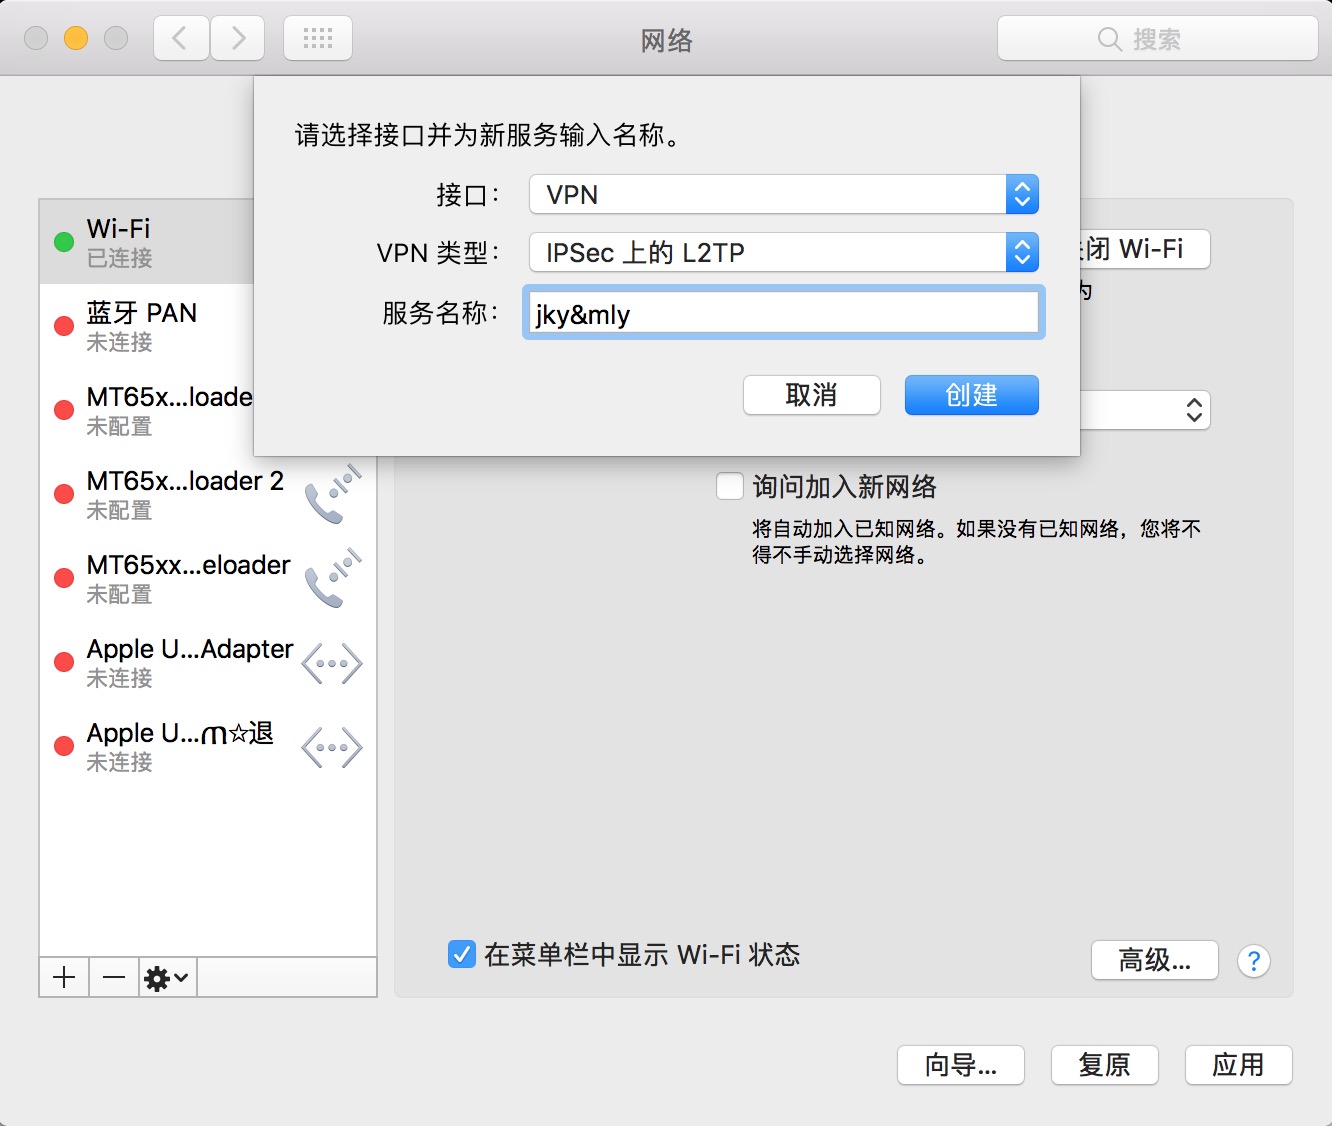 网络
搜索
请选择接口并为新服务输入名称。
接口：
VPN
VPN 类型：
IPSec 上的 L2TP
服务名称：
jky&mly
取消
创建
Wi-Fi
已连接
蓝牙 PAN
未连接
MT65x...loade
未配置
MT65x...loader 2
未配置
MT65xx...eloader
未配置
Apple U...Adapter
未连接
Apple U...ጠ☆退
未连接
闭 Wi-Fi
为
询问加入新网络
将自动加入已知网络。如果没有已知网络，您将不
得不手动选择网络。
在菜单栏中显示 Wi-Fi 状态
高级...
?
向导...
复原
应用